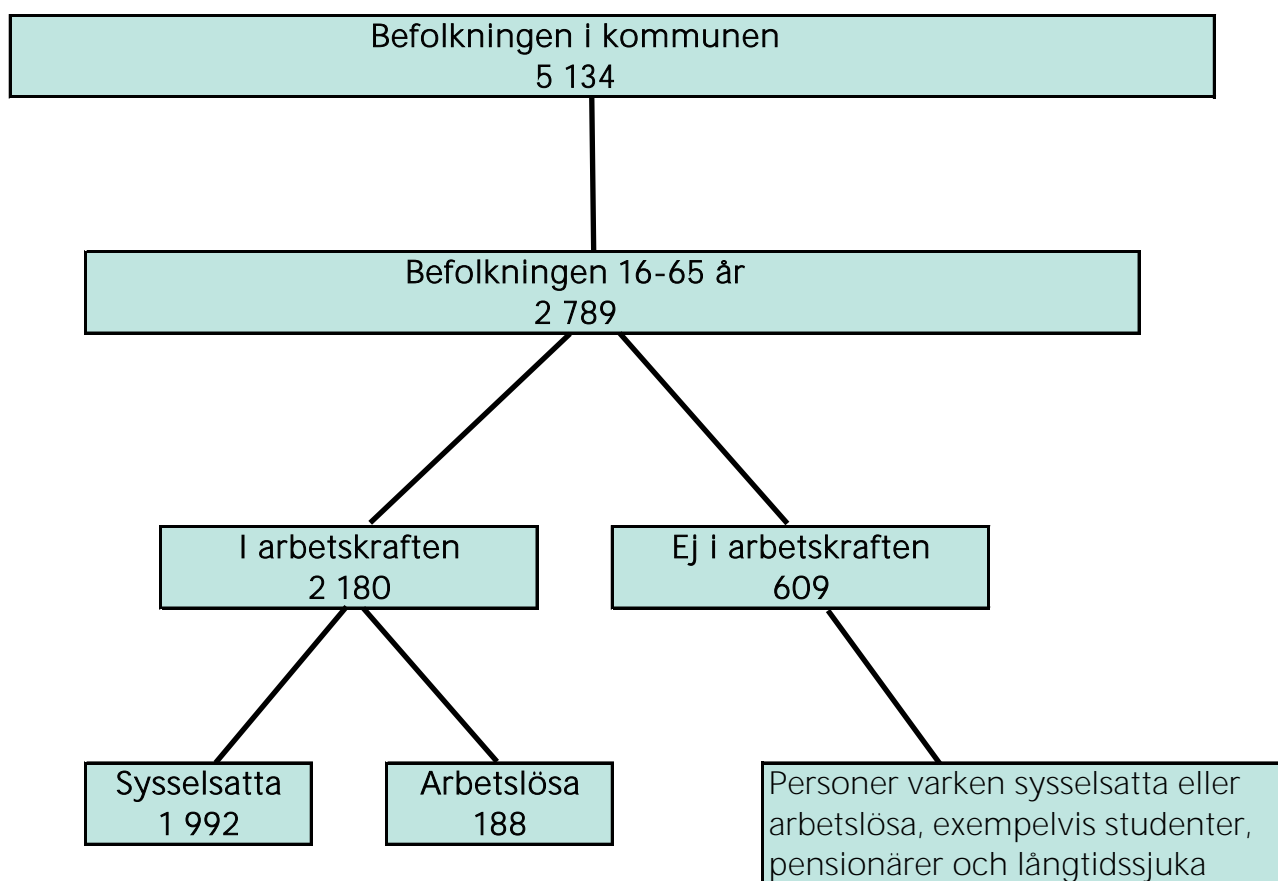 Befolkningen i kommunen
5 134
Befolkningen 16-65 år
2 789
I arbetskraften
2 180
Ej i arbetskraften
609
Sysselsatta
1 992
Arbetslösa
188
Personer varken sysselsatta eller
arbetslösa, exempelvis studenter,
pensionärer och långtidssjuka